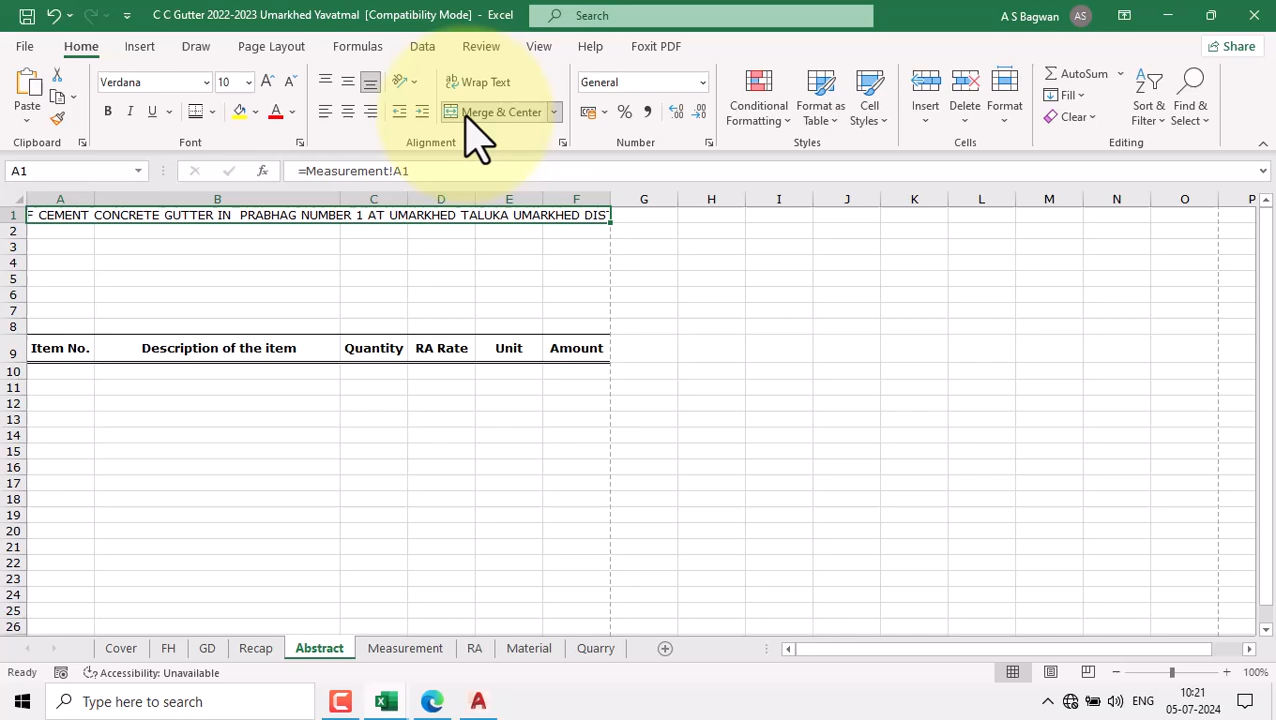 C C Gutter 2022-2023 Umarkhed Yavatmal [Compatibility Mode] - Excel
Search
A S Bagwan AS
File Home Insert Draw Page Layout Formulas Data Review View Help Foxit PDF Share
Paste
Clipboard
Verdana 10 A A
B I U A
Font
ab Wrap Text
Merge & Center
Alignment
General
% ,
Number
Conditional Formatting
Format as Table
Cell Styles
Styles
Insert Delete Format
Cells
AutoSum
Fill
Clear
Sort & Filter
Find & Select
Editing
A1 fx =Measurement!A1
A B C D E F G H I J K L M N O P
1 F CEMENT CONCRETE GUTTER IN PRABHAG NUMBER 1 AT UMARKHED TALUKA UMARKHED DIST
2
3
4
5
6
7
8
9 Item No. Description of the item Quantity RA Rate Unit Amount
10
11
12
13
14
15
16
17
18
19
20
21
22
23
24
25
26
Cover FH GD Recap Abstract Measurement RA Material Quarry
Ready Accessibility: Unavailable 100%
Type here to search
ENG
10:21
05-07-2024